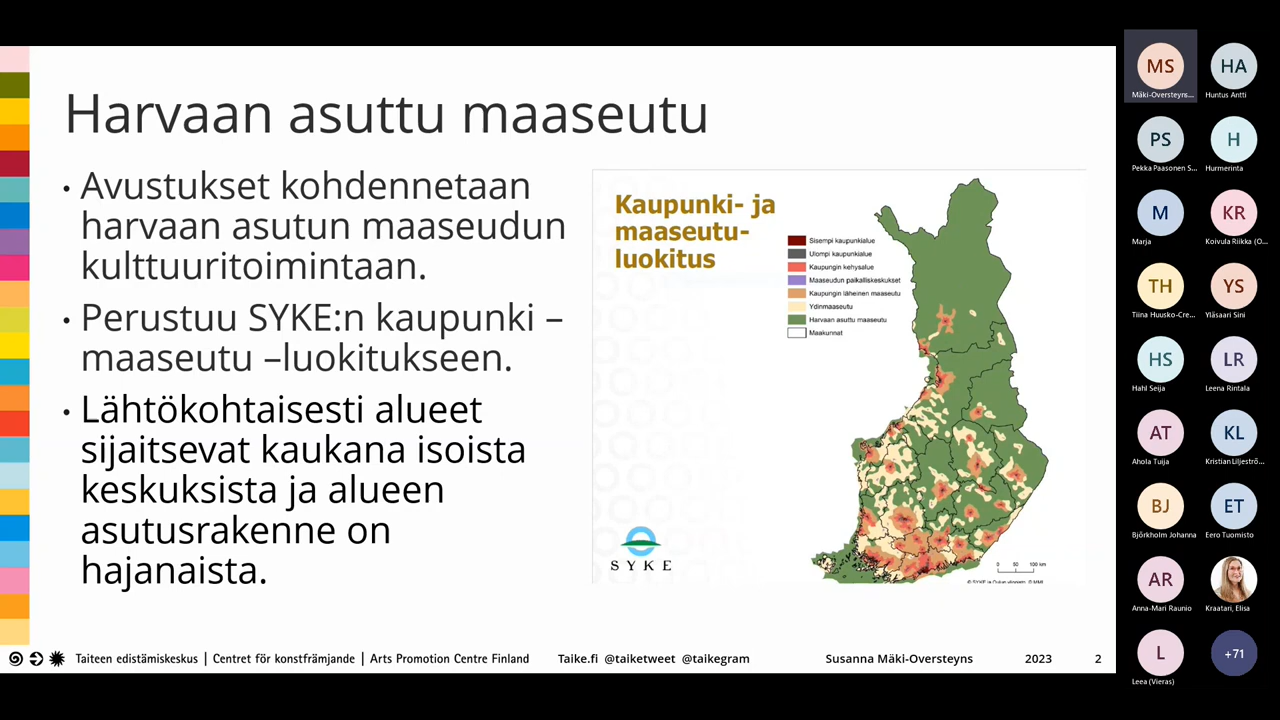 Harvaan asuttu maaseutu
• Avustukset kohdennetaan
harvaan asutun maaseudun
kulttuuritoimintaan.
• Perustuu SYKE:n kaupunki –
maaseutu –luokitukseen.
• Lähtökohtaisesti alueet
sijaitsevat kaukana isoista
keskuksista ja alueen
asutusrakenne on
hajanaista.
Kaupunki- ja
maaseutu-
luokitus
Sisempi kaupunkialue
Ulompi kaupunkialue
Kaupungin kehysalue
Maaseudun paikalliskeskukset
Kaupungin läheinen maaseutu
Ydinmaaseutu
Harvaan asuttu maaseutu
Maakunnat
SYKE
0 50 100 km
Taiteen edistämiskeskus | Centret för konstfrämjande | Arts Promotion Centre Finland
Taike.fi @taiketweet @taikegram
Susanna Mäki-Oversteyns
2023
2
MS
Mäki-Oversteyns...
HA
Huntus Antti
PS
Pekka Paasonen S...
H
Hurmerinta
M
Marja
KR
Koivula Riikka (O...
TH
Tiina Huusko-Cre...
YS
Yläsaari Sini
HS
Hahl Seija
LR
Leena Rintala
AT
Ahola Tuija
KL
Kristian Liljeströ...
BJ
Björkholm Johanna
ET
Eero Tuomisto
AR
Anna-Mari Raunio
Kraatari, Elisa
L
Leea (Vieras)
+71